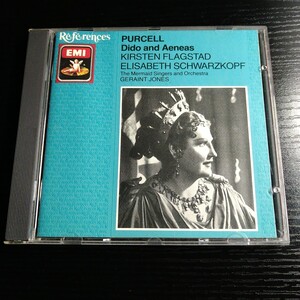 Références
EMI
PURCELL
Dido and Aeneas
KIRSTEN FLAGSTAD
ELISABETH SCHWARZKOPF
The Mermaid Singers and Orchestra
GERAINT JONES